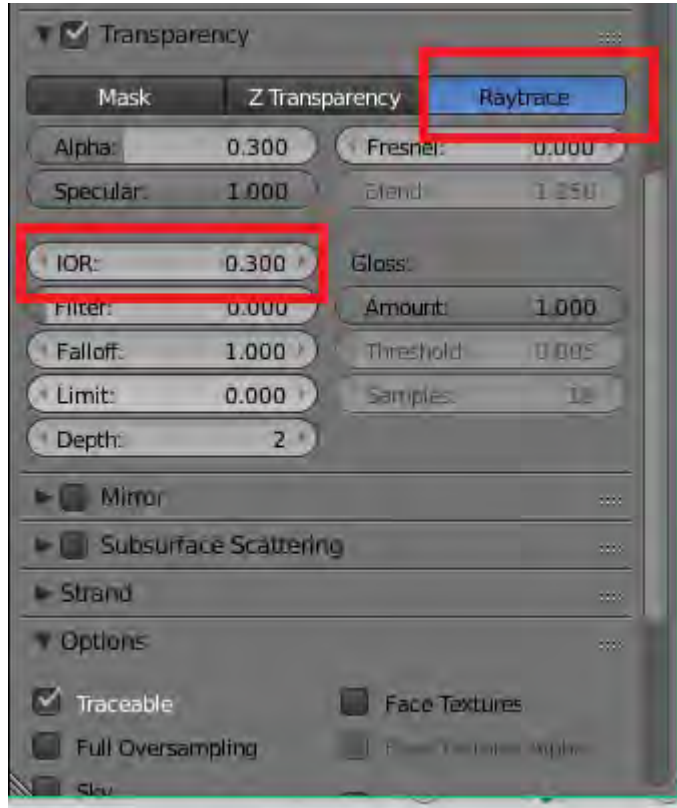 Transparency
Mask Z Transparency Raytrace
Alpha: 0.300 Fresnel: 0.000
Specular: 1.000 Blend: 1.250
IOR: 0.300 Gloss:
Filter: 0.000 Amount: 1.000
Falloff: 1.000 Threshold: 0.005
Limit: 0.000 Samples: 18
Depth: 2
Mirror
Subsurface Scattering
Strand
Options
Traceable Face Textures
Full Oversampling
Sky